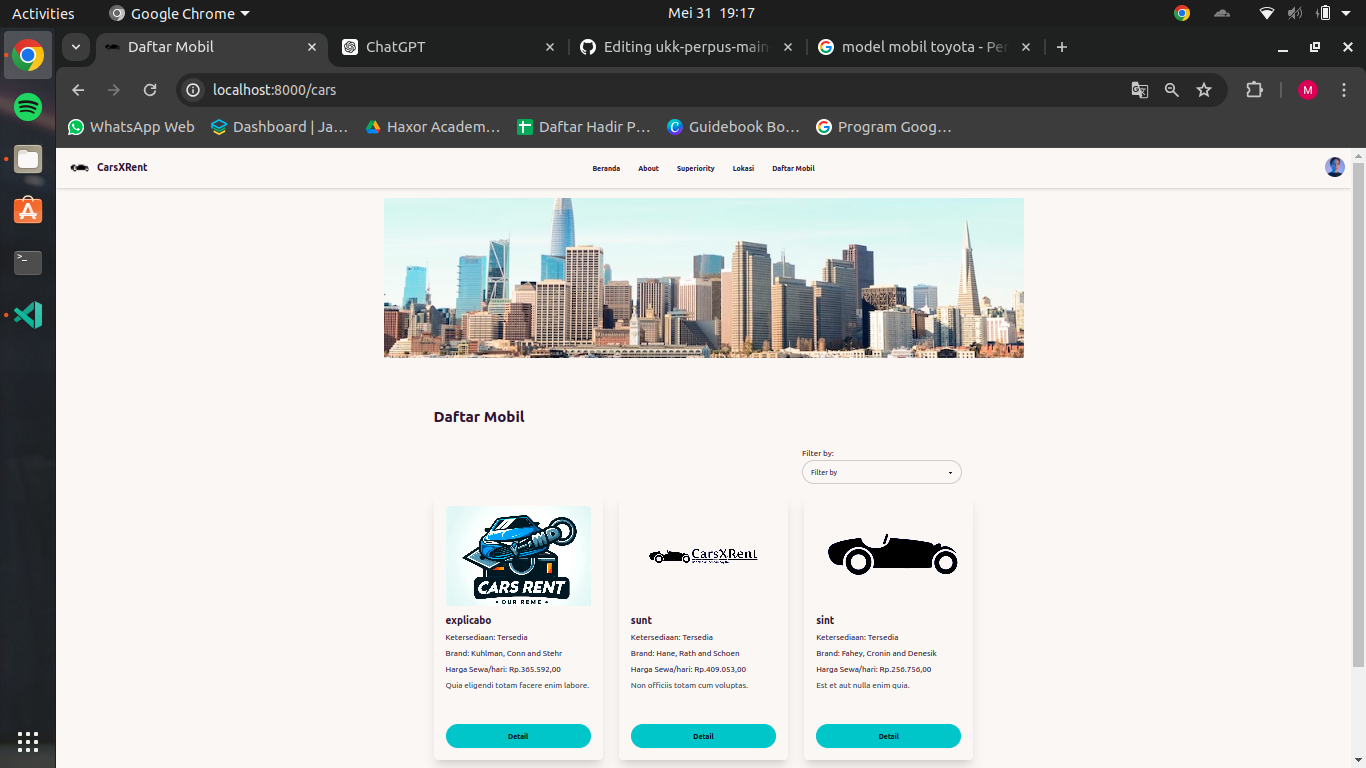 Activities
Google Chrome
Mei 31 19:17
Daftar Mobil
ChatGPT
Editing ukk-perpus-main
model mobil toyota - Pe
localhost:8000/cars
M
WhatsApp Web
Dashboard | Ja...
Haxor Academ...
Daftar Hadir P...
Guidebook Bo...
Program Goog...
CarsXRent
Beranda
About
Superiority
Lokasi
Daftar Mobil
Daftar Mobil
Filter by:
Filter by
CARS RENT
CarsXRent
explicabo
Ketersediaan: Tersedia
Brand: Kuhlman, Conn and Stehr
Harga Sewa/hari: Rp.365.592,00
Quia eligendi totam facere enim labore.
Detail
sunt
Ketersediaan: Tersedia
Brand: Hane, Rath and Schoen
Harga Sewa/hari: Rp.409.053,00
Non officiis totam cum voluptas.
Detail
sint
Ketersediaan: Tersedia
Brand: Fahey, Cronin and Denesik
Harga Sewa/hari: Rp.256.756,00
Est et aut nulla enim quia.
Detail